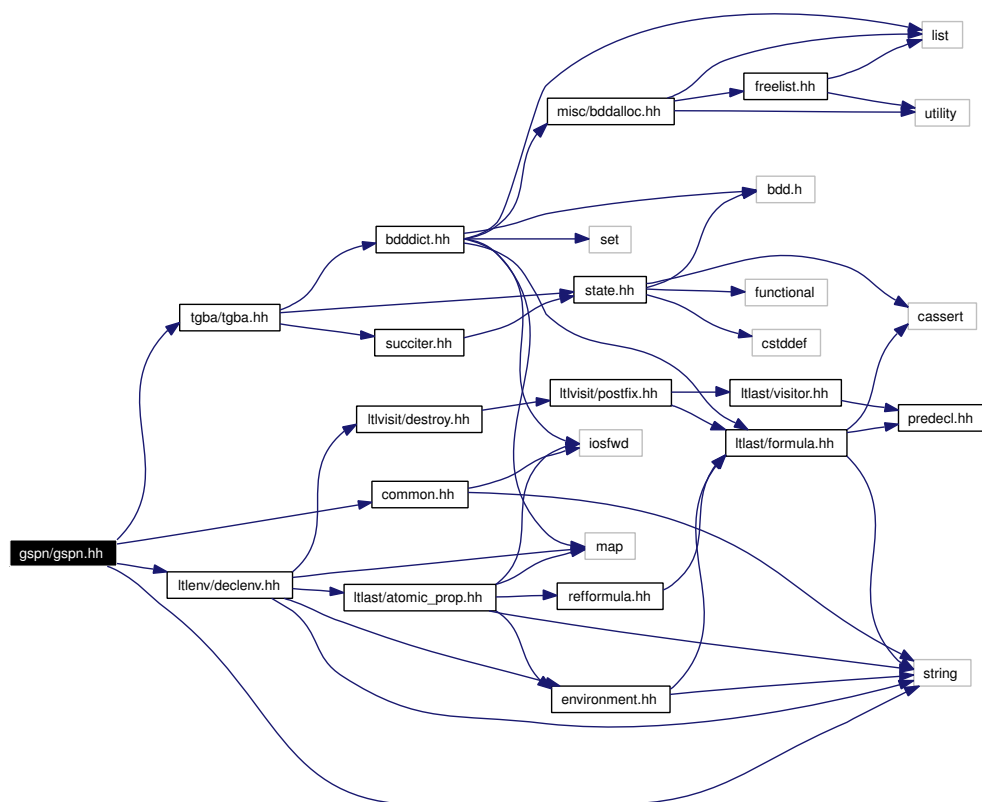 list
freelist.hh
misc/bddalloc.hh
utility
bdd.h
bdddict.hh
set
state.hh
functional
tgba/tgba.hh
cassert
succiter.hh
cstddef
ltlvisit/postfix.hh
ltlast/visitor.hh
ltlvisit/destroy.hh
predecl.hh
iosfwd
ltlast/formula.hh
common.hh
gspn/gspn.hh
map
ltlenv/declenv.hh
ltlast/atomic_prop.hh
refformula.hh
string
environment.hh